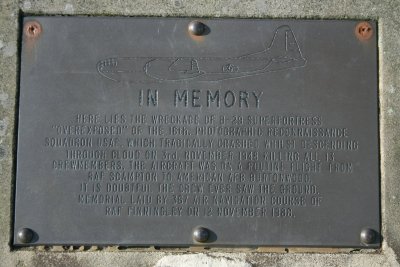 IN MEMORY
HERE LIES THE WRECKAGE OF B-29 SUPERFORTRESS
"OVEREXPOSED" OF THE 16TH. PHOTOGRAPHIC RECONNAISSANCE
SQUADRON USAF, WHICH TRAGICALLY CRASHED WHILST DESCENDING
THROUGH CLOUD ON 3RD NOVEMBER 1948 KILLING ALL 13
CREWMEMBERS. THE AIRCRAFT WAS ON A ROUTINE FLIGHT FROM
RAF SCAMPTON TO AMERICAN AFB BURTONWOOD.
IT IS DOUBTFUL THE CREW EVER SAW THE GROUND.
MEMORIAL LAID BY 367 AIR NAVIGATION COURSE OF
RAF FINNINGLEY ON 12 NOVEMBER 1988.